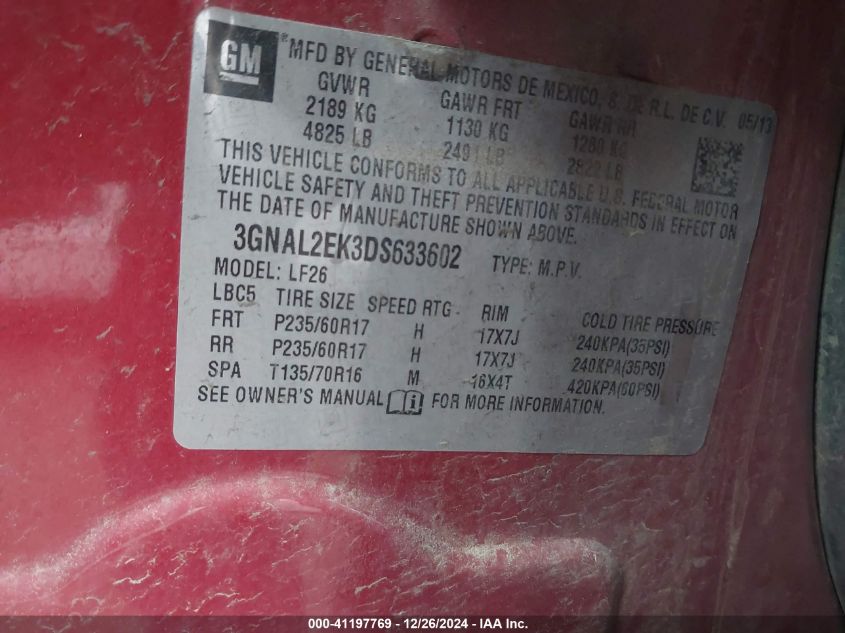 GM
®MFD BY GENERAL MOTORS DE MEXICO, S. DE R.L. DE C.V. 05/13
GVWR GAWR FRT GAWR RR
2189 KG 1130 KG 1280 KG
4825 LB 2491 LB 2822 LB
THIS VEHICLE CONFORMS TO ALL APPLICABLE U.S. FEDERAL MOTOR
VEHICLE SAFETY AND THEFT PREVENTION STANDARDS IN EFFECT ON
THE DATE OF MANUFACTURE SHOWN ABOVE.
3GNAL2EK3DS633602 TYPE: M.P.V.
MODEL: LF26
LBC5 TIRE SIZE SPEED RTG RIM COLD TIRE PRESSURE
FRT P235/60R17 H 17X7J 240KPA(35PSI)
RR P235/60R17 H 17X7J 240KPA(35PSI)
SPA T135/70R16 M 16X4T 420KPA(60PSI)
SEE OWNER'S MANUAL FOR MORE INFORMATION.
000-41197769 - 12/26/2024 - IAA Inc.